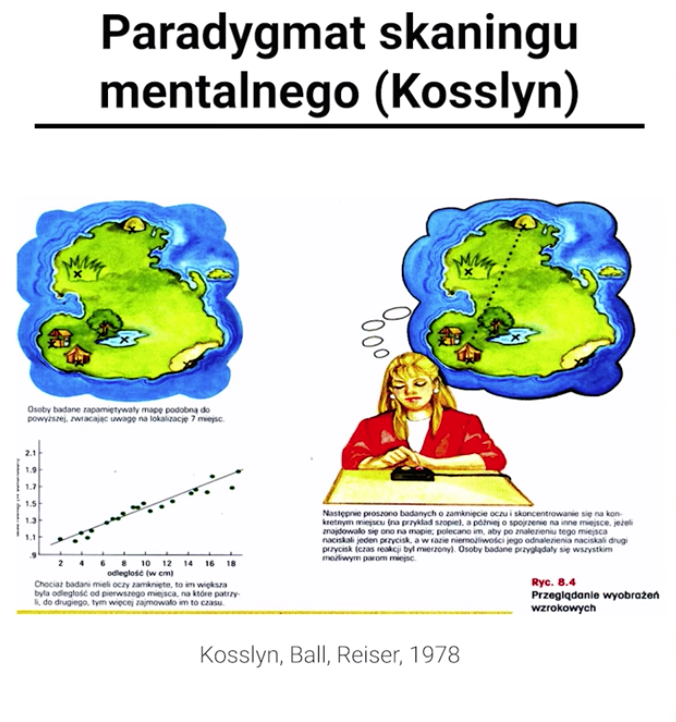 Paradygmat skaningu
mentalnego (Kosslyn)
Osoby badane zapamiętywały mapę podobną do
powyższej, zwracając uwagę na lokalizację 7 miejsc.
2.1
1.9
1.7
1.5
1.3
1.1
.9
2 4 6 8 10 12 14 16 18
odległość (w cm)
Chociaż badani mieli oczy zamknięte, to im większa
była odległość od pierwszego miejsca, na które patrzy-
li, do drugiego, tym więcej zajmowało im to czasu.
Następnie proszono badanych o zamknięcie oczu i skoncentrowanie się na kon-
kretnym miejscu (na przykład szopie), a później o spojrzenie na inne miejsce, jeżeli
znajdowało się ono na mapie; polecano im, aby po znalezieniu tego miejsca
naciskali jeden przycisk, a w razie niemożliwości jego odnalezienia naciskali drugi
przycisk (czas reakcji był mierzony). Osoby badane przyglądały się wszystkim
możliwym parom miejsc.
Ryc. 8.4
Przeglądanie wyobrażeń
wzrokowych
Kosslyn, Ball, Reiser, 1978